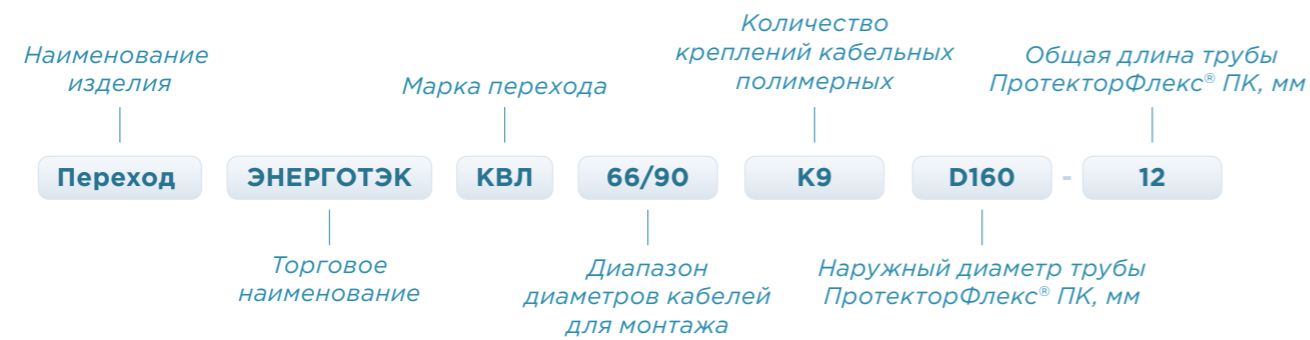 Наименование
изделия
Марка перехода
Количество
креплений кабельных
полимерных
Общая длина трубы
ПротекторФлекс® ПК, мм
Переход ЭНЕРГОТЭК КВЛ 66/90 К9 D160 - 12
Торговое
наименование
Диапазон
диаметров кабелей
для монтажа
Наружный диаметр трубы
ПротекторФлекс® ПК, мм